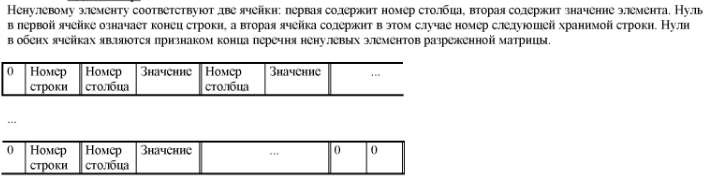 Ненулевому элементу соответствуют две ячейки: первая содержит номер столбца, вторая содержит значение элемента. Нуль
в первой ячейке означает конец строки, а вторая ячейка содержит в этом случае номер следующей хранимой строки. Нули
в обеих ячейках являются признаком конца перечня ненулевых элементов разреженной матрицы.
0 Номер Номер Значение Номер Значение ...
строки столбца столбца
...
0 Номер Номер Значение ... 0 0
строки столбца